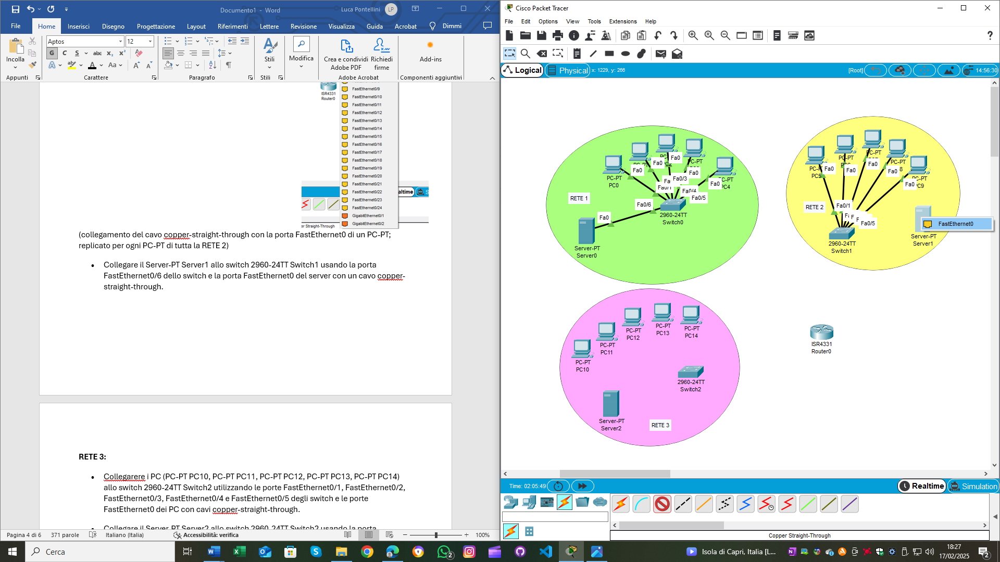 Documento1 - Word
Luca Pontellini
LP
File
Home
Inserisci
Disegno
Progettazione
Layout
Riferimenti
Lettere
Revisione
Visualizza
Guida
Acrobat
Dimmi
Incolla
Appunti
Aptos
12
G C S abc x₂ x²
Aa
Carattere
Paragrafo
Stili
Stili
Modifica
Crea e condividi
Adobe PDF
Richiedi
firme
Adobe Acrobat
Add-ins
Componenti aggiuntivi
ISR4331
Router0
FastEthernet0/9
FastEthernet0/10
FastEthernet0/11
FastEthernet0/12
FastEthernet0/13
FastEthernet0/14
FastEthernet0/15
FastEthernet0/16
FastEthernet0/17
FastEthernet0/18
FastEthernet0/19
FastEthernet0/20
FastEthernet0/21
FastEthernet0/22
FastEthernet0/23
FastEthernet0/24
GigabitEthernet0/1
GigabitEthernet0/2
altime
S
er Straight-Through
(collegamento del cavo copper-straight-through con la porta FastEthernet0 di un PC-PT;
replicato per ogni PC-PT di tutta la RETE 2)
• Collegare il Server-PT Server1 allo switch 2960-24TT Switch1 usando la porta
FastEthernet0/6 dello switch e la porta FastEthernet0 del server con un cavo copper-
straight-through.
RETE 3:
• Collegarere i PC (PC-PT PC10, PC-PT PC11, PC-PT PC12, PC-PT PC13, PC-PT PC14)
allo switch 2960-24TT Switch2 utilizzando le porte FastEthernet0/1, FastEthernet0/2,
FastEthernet0/3, FastEthernet0/4 e FastEthernet0/5 degli switch e le porte
FastEthernet0 dei PC con cavi copper-straight-through.
• Collegare il Server-PT Server2 allo switch 2960-24TT Switch2 usando la porta
Pagina 4 di 6
371 parole
Italiano (Italia)
Accessibilità: verifica
100%
Cisco Packet Tracer
File
Edit
Options
View
Tools
Extensions
Help
Logical
Physical
x: 1229, y: 266
[Root]
14:56:30
PC-PT
PC0
Fa0
Fa0
Fa0
Fa0
Fa0
PC4
Fa0/3
Fa0/4
Fa0/5
Fa0/6
Fa0
RETE 1
2960-24TT
Switch0
Server-PT
Server0
PC5
Fa0
Fa0
Fa0
Fa0
Fa0
PC9
RETE 2
Fa0/1
Fa0/5
2960-24TT
Switch1
FastEthernet0
Server-PT
Server1
PC-PT
PC10
PC-PT
PC11
PC-PT
PC12
PC-PT
PC13
PC-PT
PC14
2960-24TT
Switch2
Server-PT
Server2
RETE 3
ISR4331
Router0
Time: 02:05:49
Realtime
Simulation
Copper Straight-Through
Cerca
2
Isola di Capri, Italia [L...
18:27
17/02/2025
2